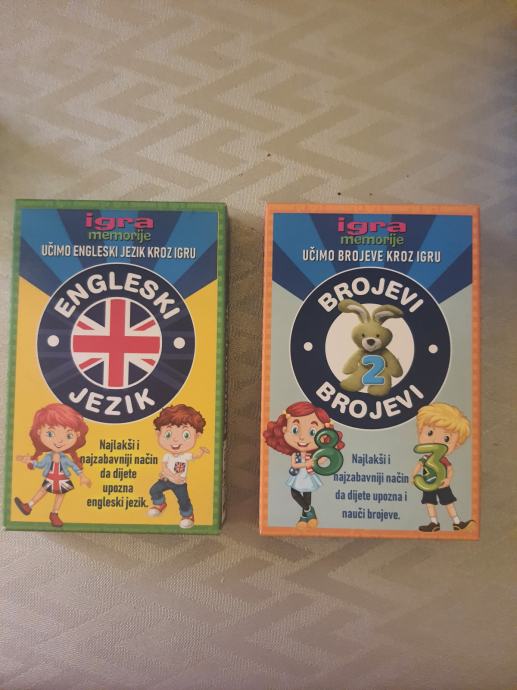 igra
memorije
UČIMO ENGLESKI JEZIK KROZ IGRU
ENGLESKI
JEZIK
Najlakši i
najzabavniji način
da dijete
upozna
engleski jezik.
igra
memorije
UČIMO BROJEVE KROZ IGRU
BROJEVI
2
BROJEVI
8
3
Najlakši i
najzabavniji način
da dijete upozna i
nauči brojeve.